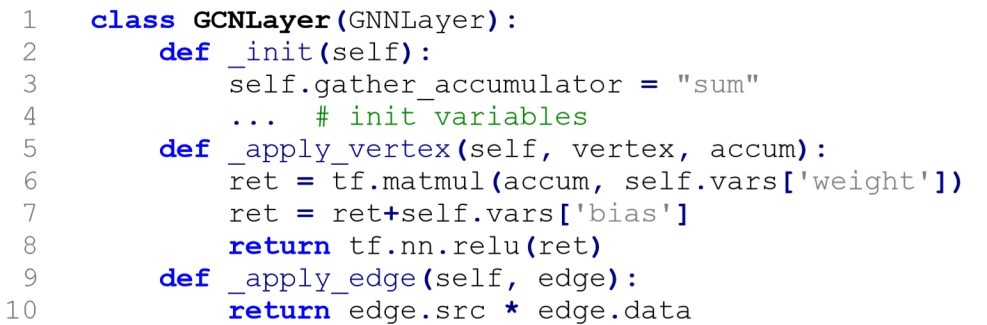 1 class GCNLayer(GNNLayer):
2 def _init(self):
3 self.gather_accumulator = "sum"
4 ... # init variables
5 def _apply_vertex(self, vertex, accum):
6 ret = tf.matmul(accum, self.vars['weight'])
7 ret = ret+self.vars['bias']
8 return tf.nn.relu(ret)
9 def _apply_edge(self, edge):
10 return edge.src * edge.data